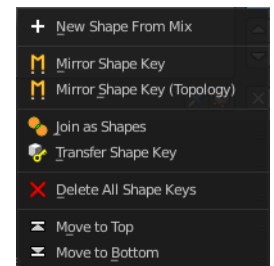 New Shape From Mix
Mirror Shape Key
Mirror Shape Key (Topology)
Join as Shapes
Transfer Shape Key
Delete All Shape Keys
Move to Top
Move to Bottom